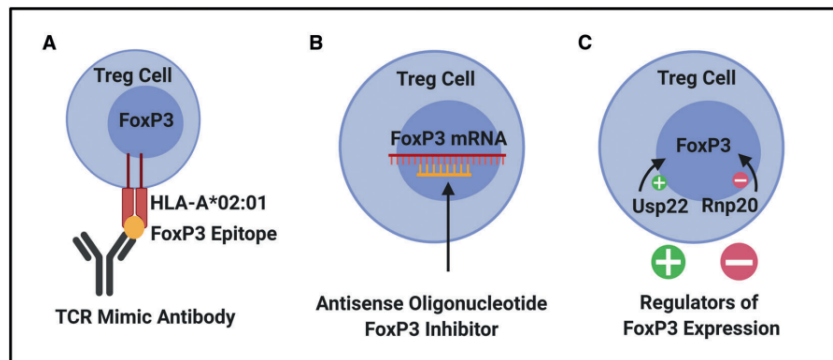 A
Treg Cell
FoxP3
HLA-A*02:01
FoxP3 Epitope
TCR Mimic Antibody
B
Treg Cell
FoxP3 mRNA
Antisense Oligonucleotide
FoxP3 Inhibitor
C
Treg Cell
FoxP3
+ −
Usp22 Rnp20
+ −
Regulators of
FoxP3 Expression